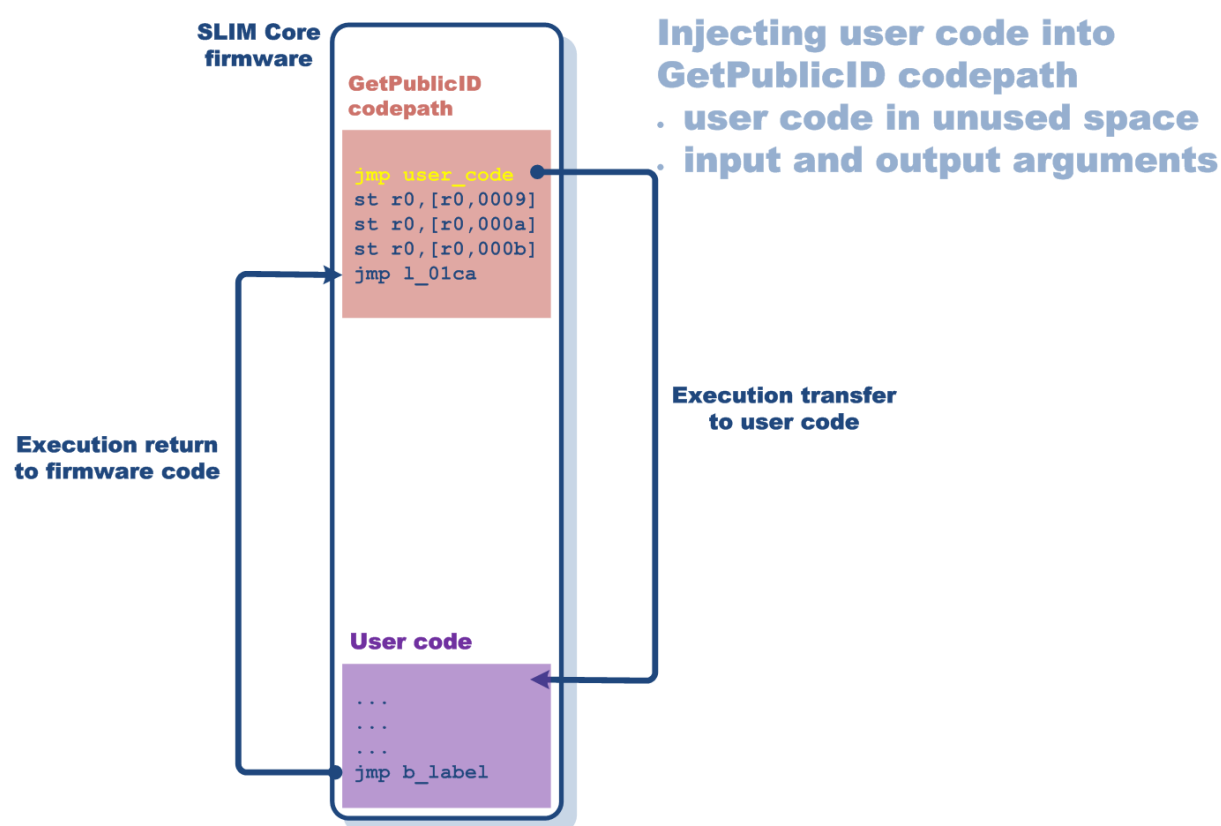 SLIM Core
firmware
Injecting user code into
GetPublicID codepath
. user code in unused space
. input and output arguments
GetPublicID
codepath
jmp user_code
st r0,[r0,0009]
st r0,[r0,000a]
st r0,[r0,000b]
jmp l_01ca
Execution transfer
to user code
Execution return
to firmware code
User code
...
...
...
jmp b_label